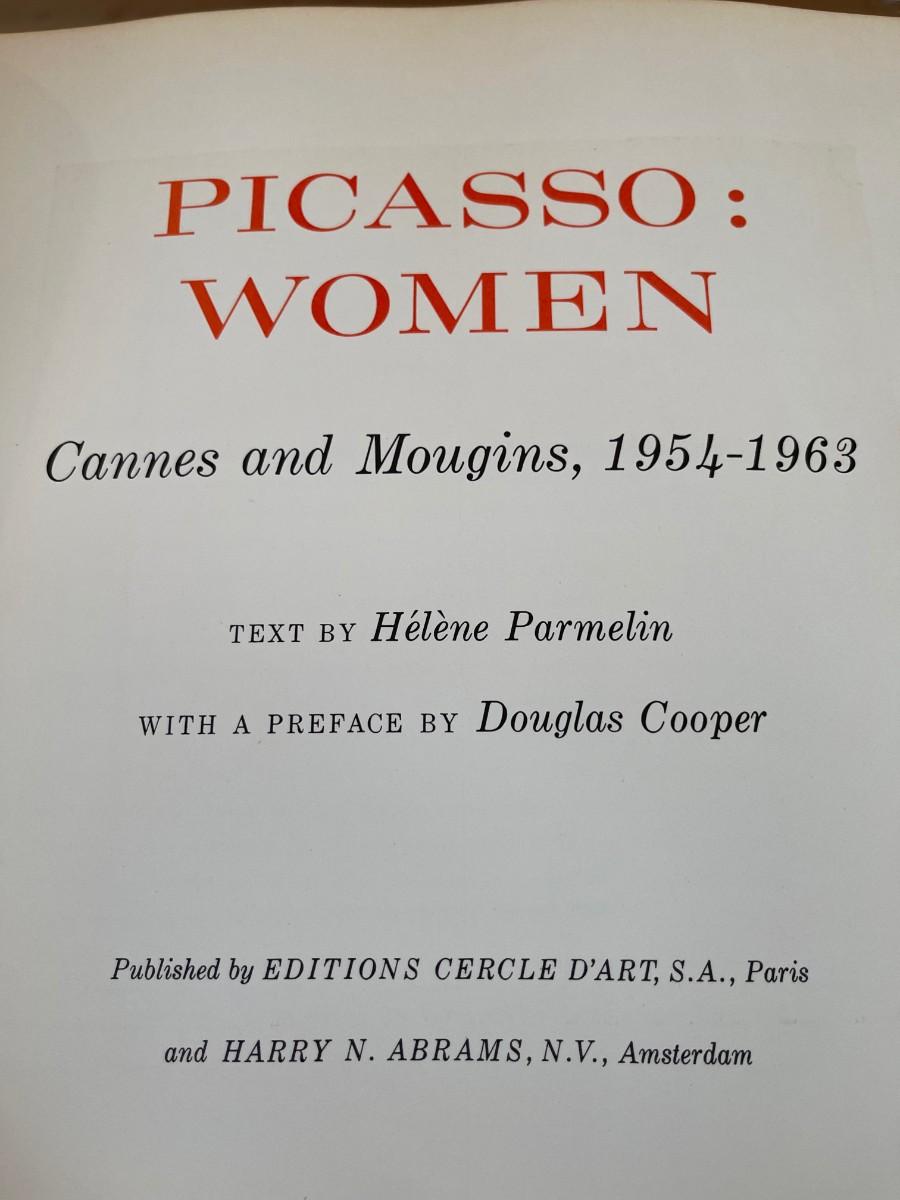 PICASSO :
WOMEN
Cannes and Mougins, 1954-1963
TEXT BY Hélène Parmelin
WITH A PREFACE BY Douglas Cooper
Published by EDITIONS CERCLE D'ART, S.A., Paris
and HARRY N. ABRAMS, N.V., Amsterdam